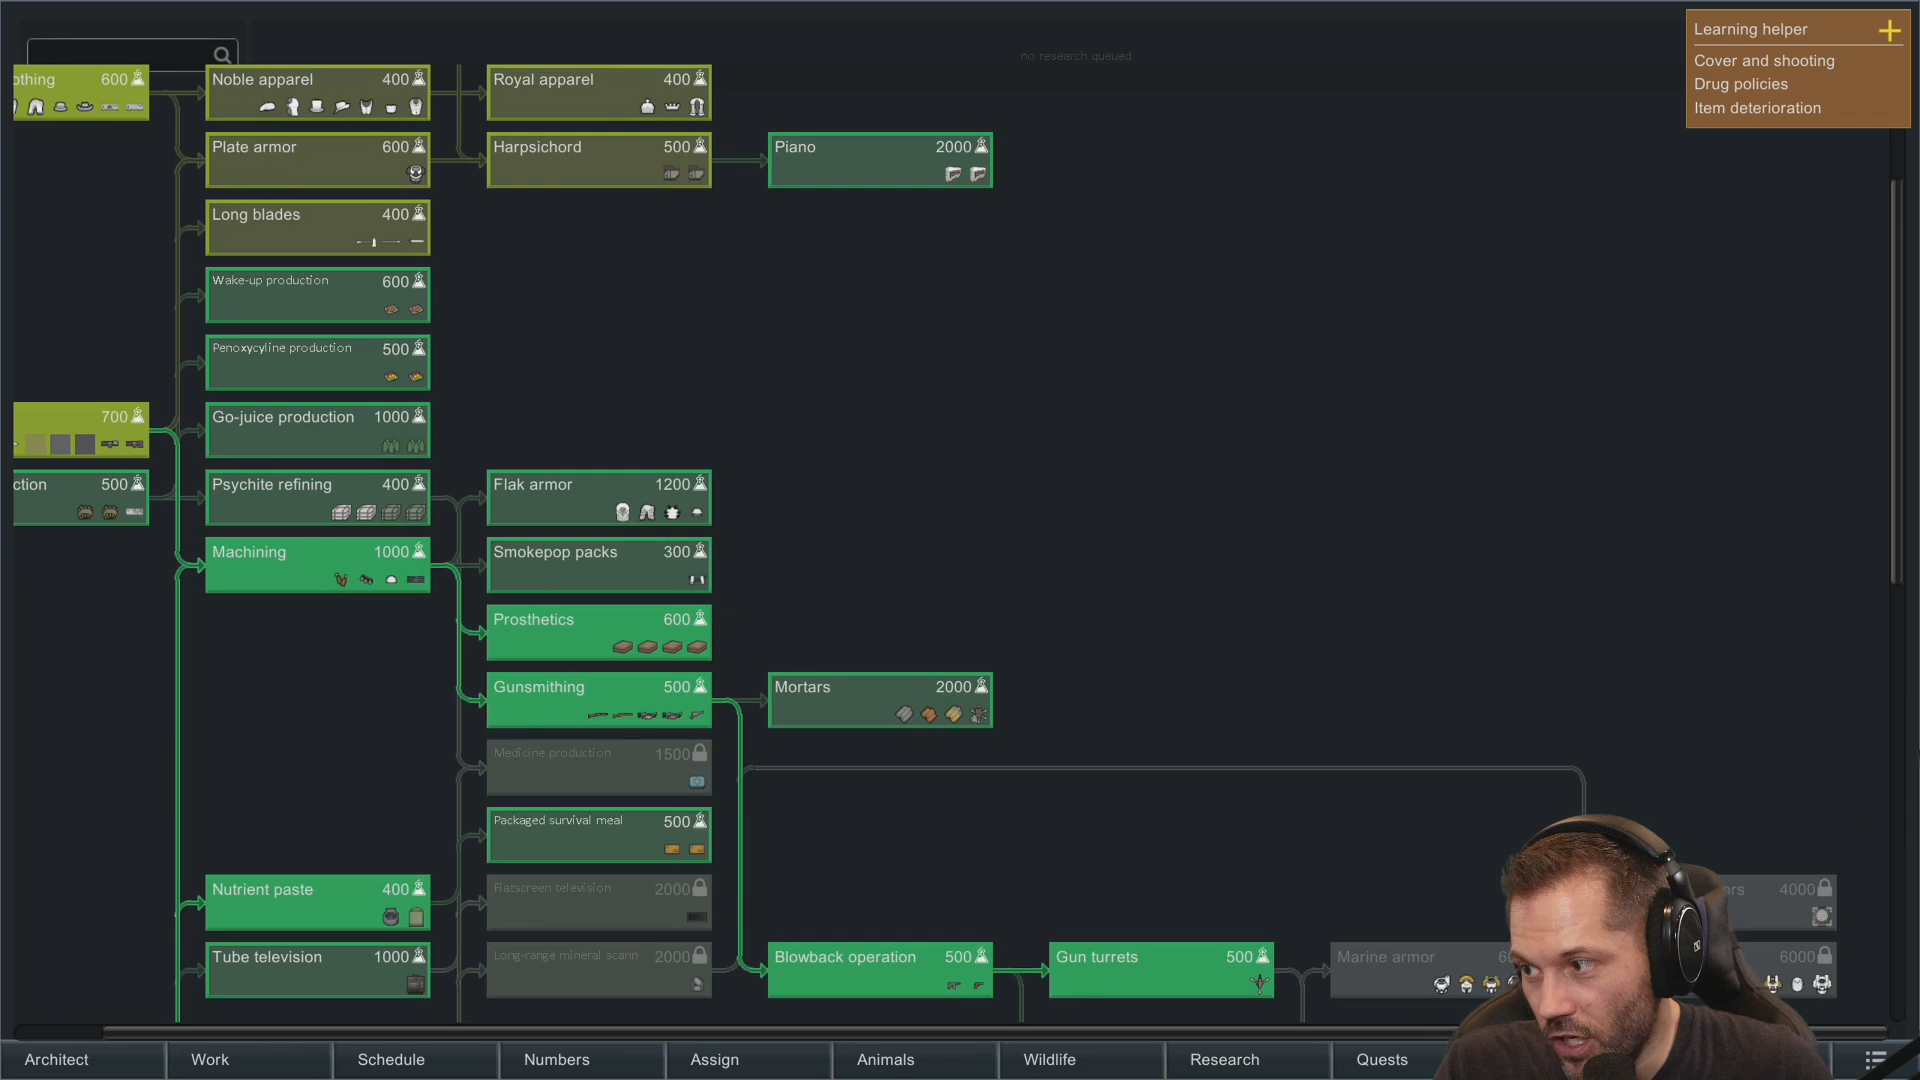 no research queued
Learning helper
Cover and shooting
Drug policies
Item deterioration
othing 600
Noble apparel 400
Royal apparel 400
Plate armor 600
Harpsichord 500
Piano 2000
Long blades 400
Wake-up production 600
Penoxycyline production 500
700
Go-juice production 1000
ction 500
Psychite refining 400
Flak armor 1200
Machining 1000
Smokepop packs 300
Prosthetics 600
Gunsmithing 500
Mortars 2000
Medicine production 1500
Packaged survival meal 500
Nutrient paste 400
Flatscreen television 2000
ors 4000
Tube television 1000
Long-range mineral scann 2000
Blowback operation 500
Gun turrets 500
Marine armor
6000
Architect
Work
Schedule
Numbers
Assign
Animals
Wildlife
Research
Quests